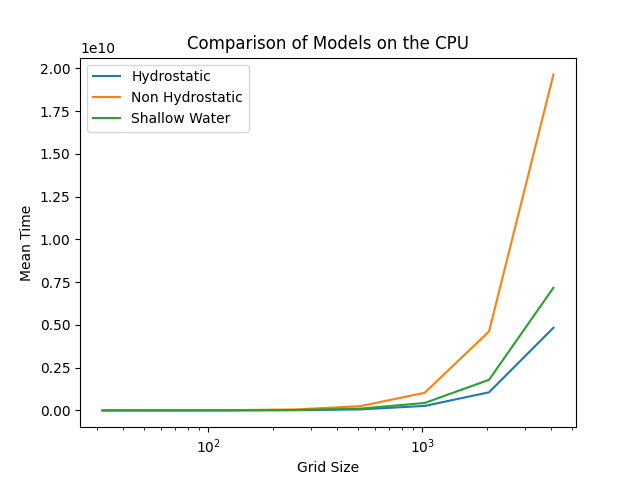 Comparison of Models on the CPU
1e10
Hydrostatic
Non Hydrostatic
Shallow Water
2.00
1.75
1.50
1.25
1.00
0.75
0.50
0.25
0.00
Mean Time
10²
10³
Grid Size